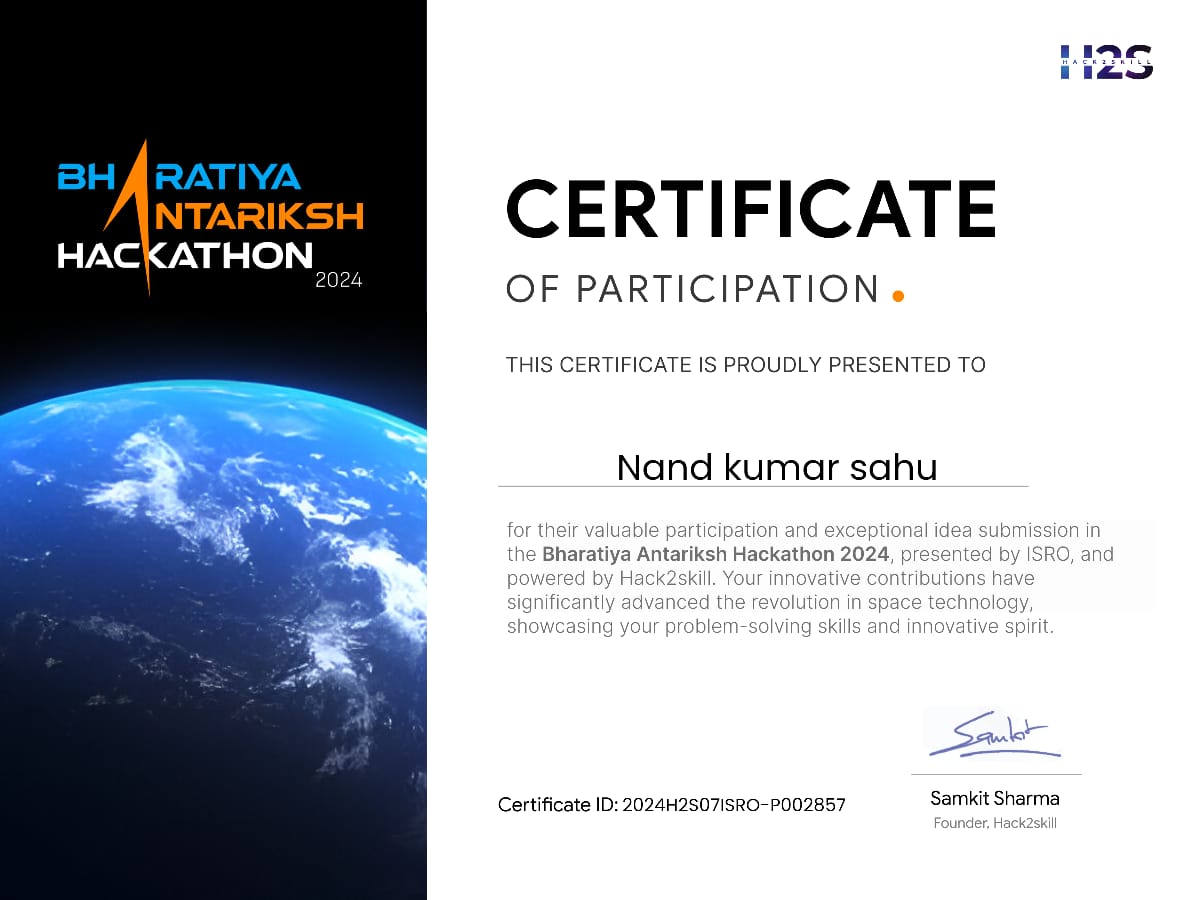 H2S
HACK2SKILL
BHARATIYA
ANTARIKSH
HACKATHON
2024
CERTIFICATE
OF PARTICIPATION.
THIS CERTIFICATE IS PROUDLY PRESENTED TO
Nand kumar sahu
for their valuable participation and exceptional idea submission in
the Bharatiya Antariksh Hackathon 2024, presented by ISRO, and
powered by Hack2skill. Your innovative contributions have
significantly advanced the revolution in space technology,
showcasing your problem-solving skills and innovative spirit.
Samkit
Certificate ID: 2024H2S07ISRO-P002857
Samkit Sharma
Founder, Hack2skill